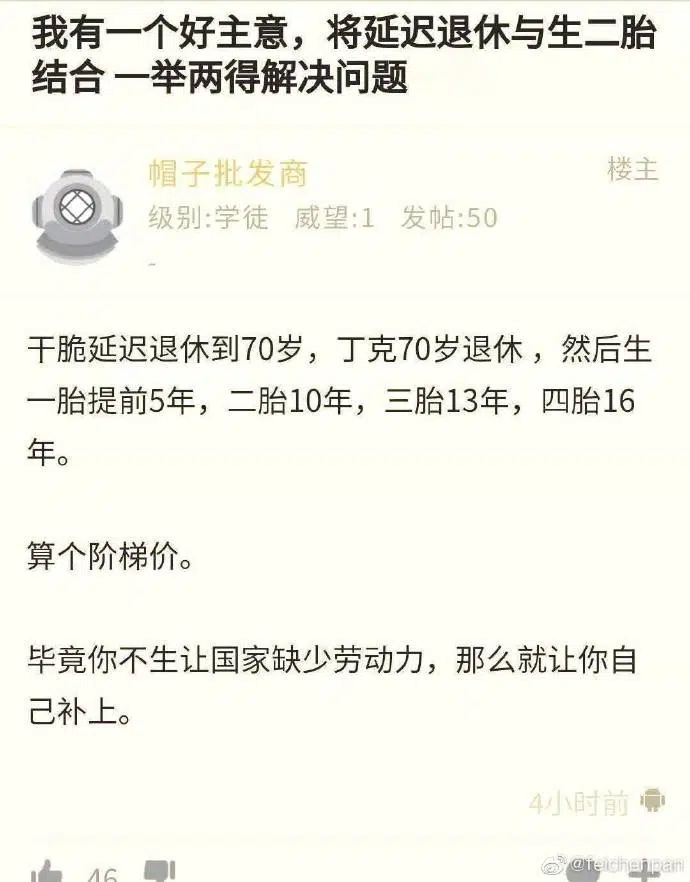 我有一个好主意，将延迟退休与生二胎
结合 一举两得解决问题
帽子批发商
楼主
级别:学徒 威望:1 发帖:50
-
干脆延迟退休到70岁，丁克70岁退休 ，然后生
一胎提前5年，二胎10年，三胎13年，四胎16
年。
算个阶梯价。
毕竟你不生让国家缺少劳动力，那么就让你自
己补上。
4小时前
46
@feichenpan